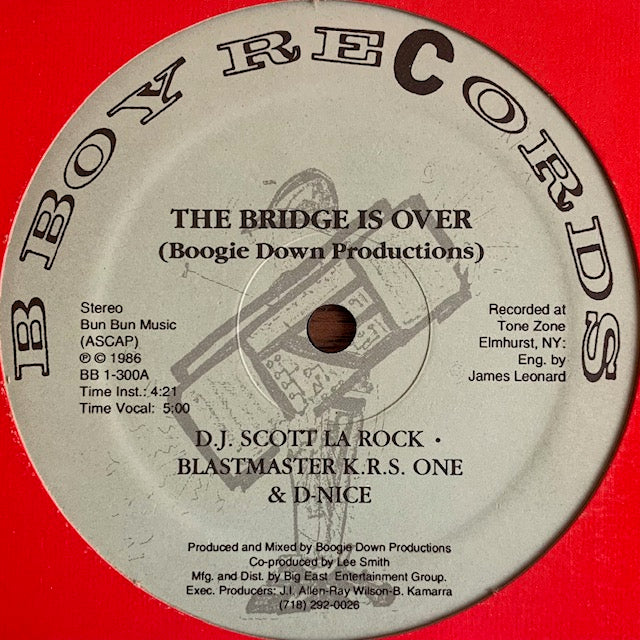 B BOY RECORDS
THE BRIDGE IS OVER
(Boogie Down Productions)
Stereo
Bun Bun Music
(ASCAP)
℗ © 1986
BB 1-300A
Time Inst.: 4:21
Time Vocal: 5:00
Recorded at
Tone Zone
Elmhurst, NY:
Eng. by
James Leonard
D.J. SCOTT LA ROCK •
BLASTMASTER K.R.S. ONE
& D-NICE
Produced and Mixed by Boogie Down Productions
Co-produced by Lee Smith
Mfg. and Dist. by Big East Entertainment Group.
Exec. Producers: J.I. Allen-Ray Wilson-B. Kamarra
(718) 292-0026